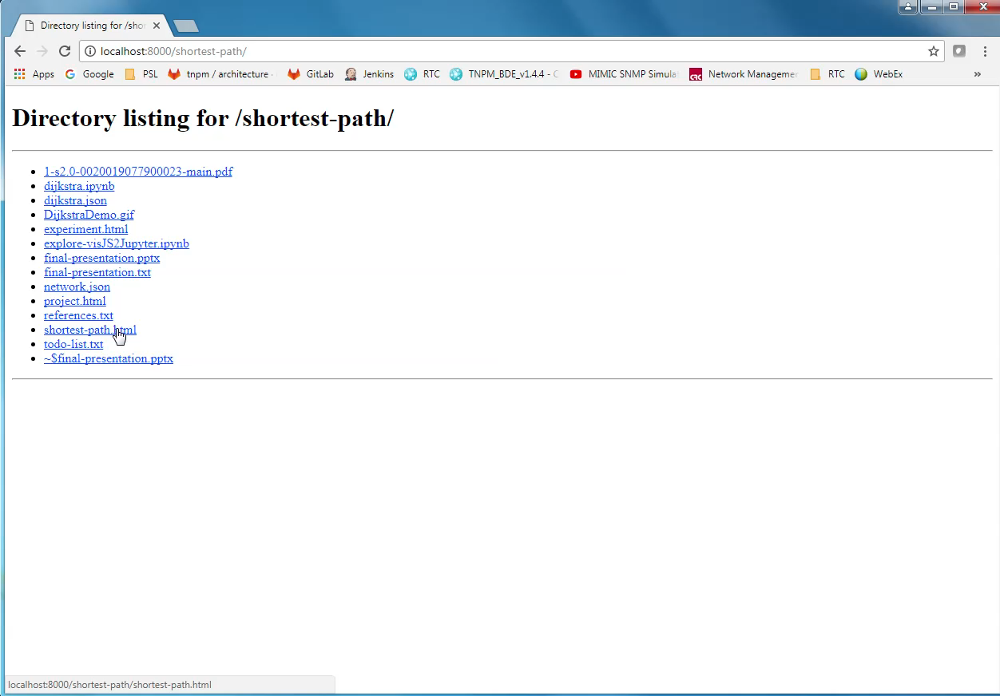 Directory listing for /shor
localhost:8000/shortest-path/
Apps Google PSL tnpm / architecture GitLab Jenkins RTC TNPM_BDE_v1.4.4 - C MIMIC SNMP Simula Network Managemen RTC WebEx »
Directory listing for /shortest-path/
1-s2.0-0020019077900023-main.pdf
dijkstra.ipynb
dijkstra.json
DijkstraDemo.gif
experiment.html
explore-visJS2Jupyter.ipynb
final-presentation.pptx
final-presentation.txt
network.json
project.html
references.txt
shortest-path.html
todo-list.txt
~$final-presentation.pptx
localhost:8000/shortest-path/shortest-path.html